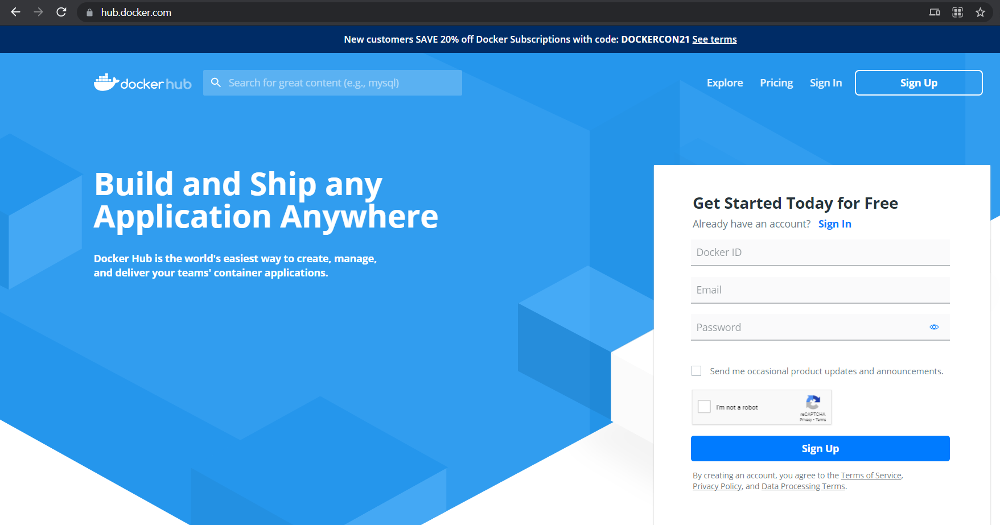 hub.docker.com
New customers SAVE 20% off Docker Subscriptions with code: DOCKERCON21 See terms
docker hub
Search for great content (e.g., mysql)
Explore
Pricing
Sign In
Sign Up
Build and Ship any
Application Anywhere
Docker Hub is the world's easiest way to create, manage,
and deliver your teams' container applications.
Get Started Today for Free
Already have an account? Sign In
Docker ID
Email
Password
Send me occasional product updates and announcements.
I'm not a robot
reCAPTCHA
Privacy - Terms
Sign Up
By creating an account, you agree to the Terms of Service,
Privacy Policy, and Data Processing Terms.